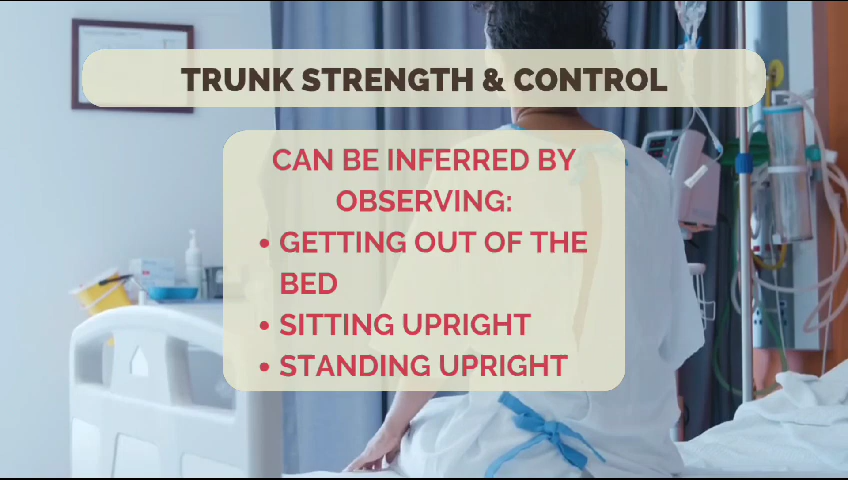 TRUNK STRENGTH & CONTROL
CAN BE INFERRED BY
OBSERVING:
• GETTING OUT OF THE
BED
• SITTING UPRIGHT
• STANDING UPRIGHT